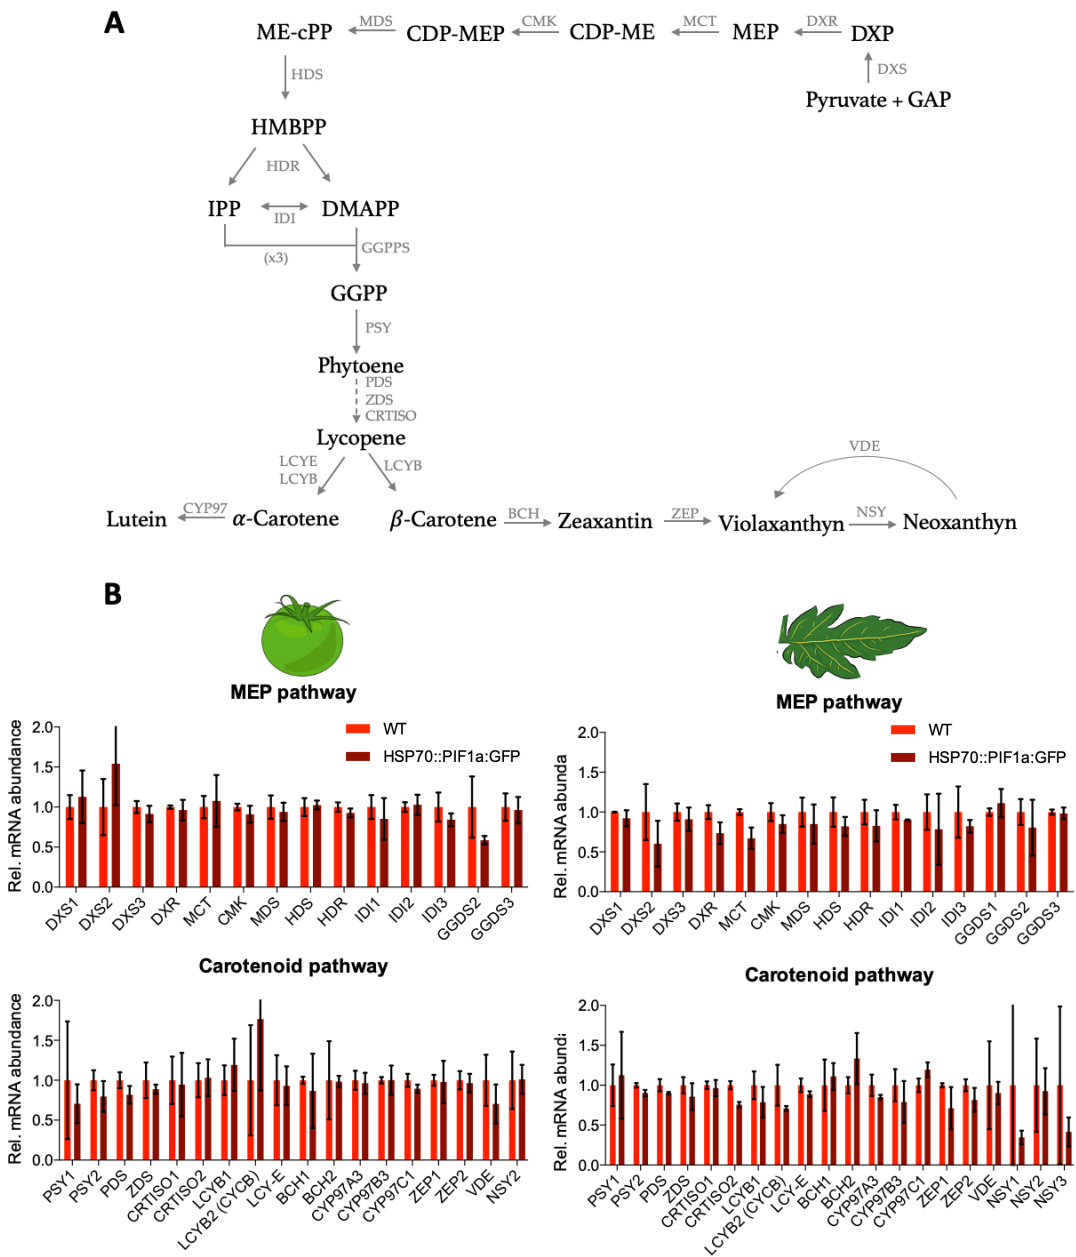 A
ME-cPP MDS CDP-MEP CMK CDP-ME MCT MEP DXR DXP
HDS DXS
Pyruvate + GAP
HMBPP
HDR
IPP IDI DMAPP
(x3) GGPPS
GGPP
PSY
Phytoene
PDS
ZDS
CRTISO
Lycopene
LCYE LCYB
LCYB
VDE
Lutein CYP97 α-Carotene β-Carotene BCH Zeaxantin ZEP Violaxanthyn NSY Neoxanthyn
B
MEP pathway
Rel. mRNA abundance
2.0
1.5
1.0
0.5
0.0
WT
HSP70::PIF1a:GFP
DXS1 DXS2 DXS3 DXR MCT CMK MDS HDS HDR IDI1 IDI2 IDI3 GGDS2 GGDS3
MEP pathway
Rel. mRNA abunda
2.0
1.5
1.0
0.5
0.0
WT
HSP70::PIF1a:GFP
DXS1 DXS2 DXS3 DXR MCT CMK MDS HDS HDR IDI1 IDI2 IDI3 GGDS1 GGDS2 GGDS3
Carotenoid pathway
Rel. mRNA abundance
2.0
1.5
1.0
0.5
0.0
PSY1 PSY2 PDS ZDS CRTISO1 CRTISO2 LCYB1 LCYB2 (CYCB) LCY-E BCH1 BCH2 CYP97A3 CYP97B3 CYP97C1 ZEP1 ZEP2 VDE NSY2
Carotenoid pathway
Rel. mRNA abund
2.0
1.5
1.0
0.5
0.0
PSY1 PSY2 PDS ZDS CRTISO1 CRTISO2 LCYB1 LCYB2 (CYCB) LCY-E BCH1 BCH2 CYP97A3 CYP97B3 CYP97C1 ZEP1 ZEP2 VDE NSY1 NSY2 NSY3